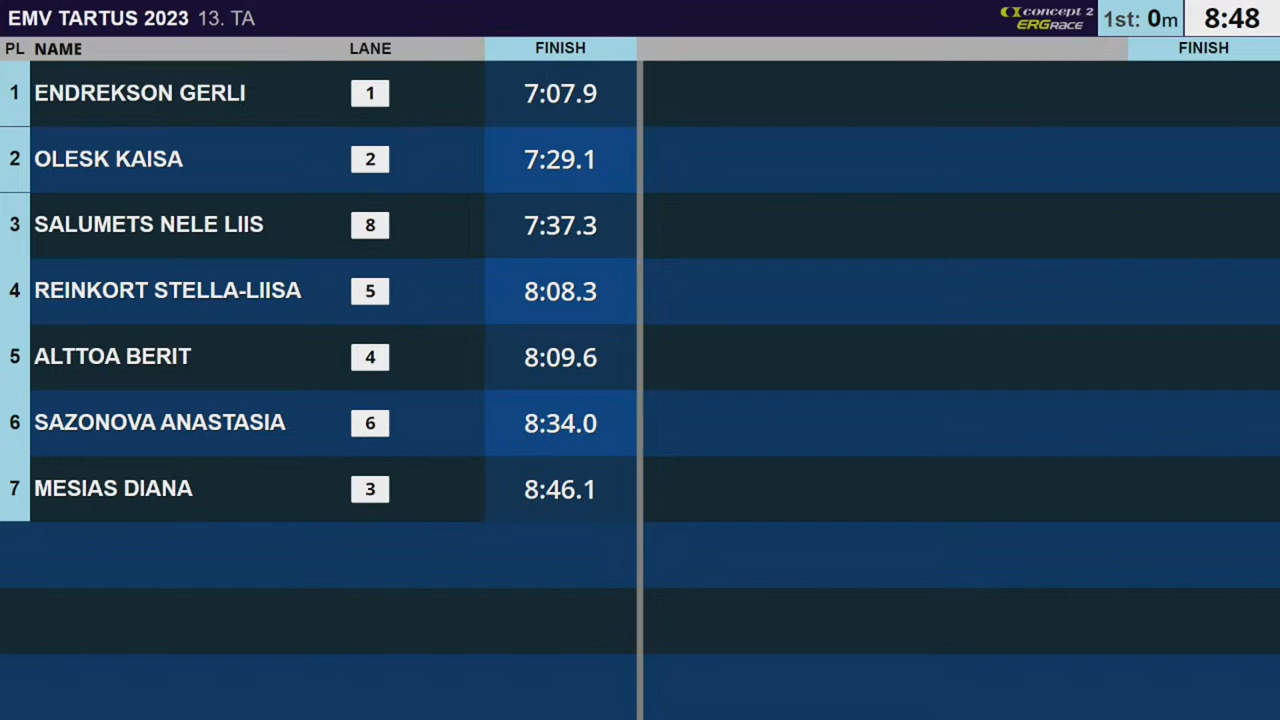 EMV TARTUS 2023 13. TA
concept 2
ERGRACE
1st: 0m
8:48
PL NAME LANE FINISH FINISH
1 ENDREKSON GERLI 1 7:07.9
2 OLESK KAISA 2 7:29.1
3 SALUMETS NELE LIIS 8 7:37.3
4 REINKORT STELLA-LIISA 5 8:08.3
5 ALTTOA BERIT 4 8:09.6
6 SAZONOVA ANASTASIA 6 8:34.0
7 MESIAS DIANA 3 8:46.1